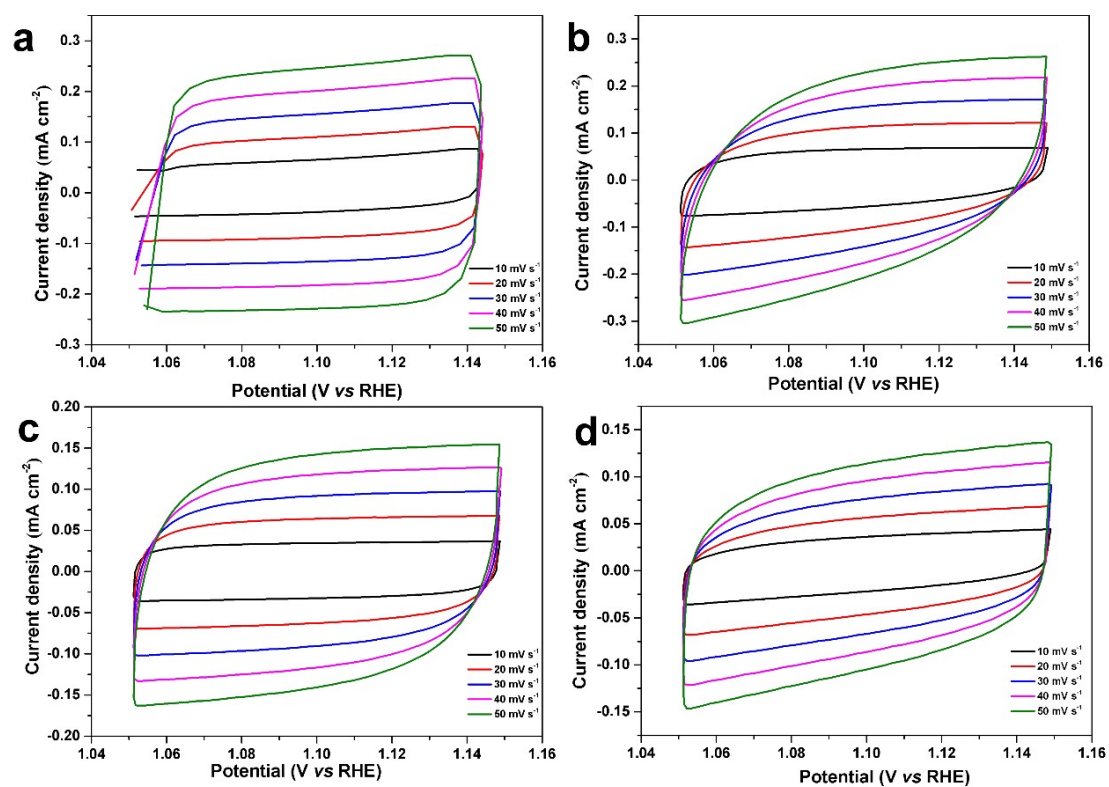 a
0.3
0.2
0.1
0.0
-0.1
-0.2
-0.3
Current density (mA cm⁻²)
10 mV s⁻¹
20 mV s⁻¹
30 mV s⁻¹
40 mV s⁻¹
50 mV s⁻¹
1.04 1.06 1.08 1.10 1.12 1.14 1.16
Potential (V vs RHE)
b
0.3
0.2
0.1
0.0
-0.1
-0.2
-0.3
Current density (mA cm⁻²)
10 mV s⁻¹
20 mV s⁻¹
30 mV s⁻¹
40 mV s⁻¹
50 mV s⁻¹
1.04 1.06 1.08 1.10 1.12 1.14 1.16
Potential (V vs RHE)
c
0.20
0.15
0.10
0.05
0.00
-0.05
-0.10
-0.15
-0.20
Current density (mA cm⁻²)
10 mV s⁻¹
20 mV s⁻¹
30 mV s⁻¹
40 mV s⁻¹
50 mV s⁻¹
1.04 1.06 1.08 1.10 1.12 1.14 1.16
Potential (V vs RHE)
d
0.15
0.10
0.05
0.00
-0.05
-0.10
-0.15
Current density (mA cm⁻²)
10 mV s⁻¹
20 mV s⁻¹
30 mV s⁻¹
40 mV s⁻¹
50 mV s⁻¹
1.04 1.06 1.08 1.10 1.12 1.14 1.16
Potential (V vs RHE)